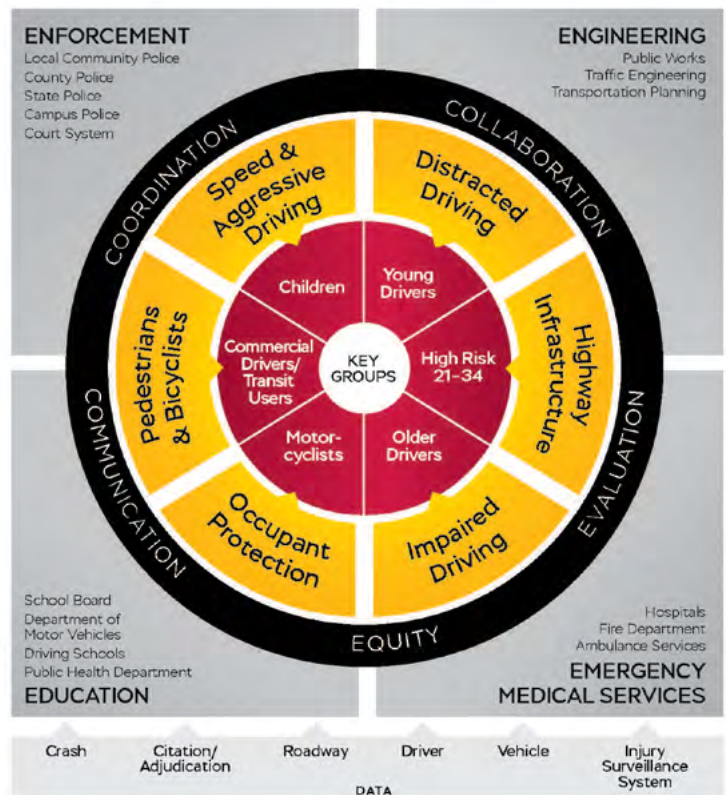 ENFORCEMENT
Local Community Police
County Police
State Police
Campus Police
Court System
ENGINEERING
Public Works
Traffic Engineering
Transportation Planning
COORDINATION
COLLABORATION
Speed &
Aggressive
Driving
Distracted
Driving
Children
Young
Drivers
Pedestrians
& Bicyclists
Commercial
Drivers/
Transit
Users
KEY
GROUPS
High Risk
21–34
Highway
Infrastructure
Motor-
cyclists
Older
Drivers
COMMUNICATION
EVALUATION
Occupant
Protection
Impaired
Driving
EQUITY
School Board
Department of
Motor Vehicles
Driving Schools
Public Health Department
EDUCATION
Hospitals
Fire Department
Ambulance Services
EMERGENCY
MEDICAL SERVICES
Crash
Citation/
Adjudication
Roadway
Driver
Vehicle
Injury
Surveillance
System
DATA